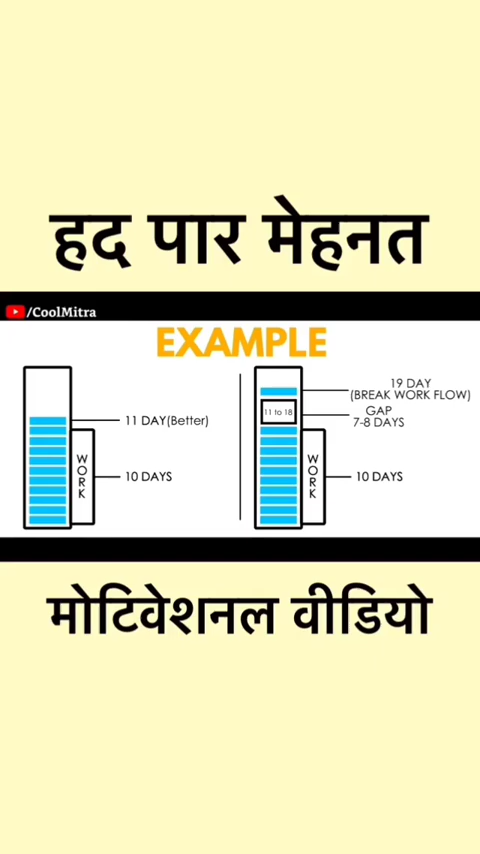 हद पार मेहनत
/CoolMitra
EXAMPLE
11 DAY(Better)
WORK
10 DAYS
19 DAY
(BREAK WORK FLOW)
11 to 18
GAP
7-8 DAYS
WORK
10 DAYS
मोटिवेशनल वीडियो